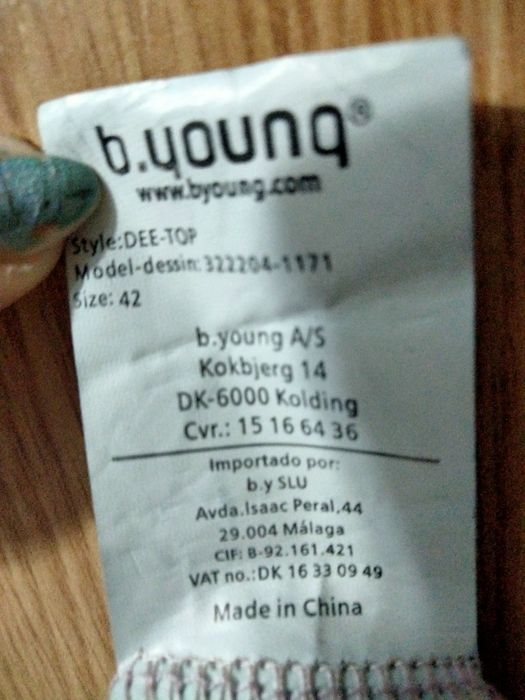 b.young®
www.byoung.com
Style:DEE-TOP
Model-dessin:322204-1171
Size: 42
b.young A/S
Kokbjerg 14
DK-6000 Kolding
Cvr.: 15 16 64 36
Importado por:
b.y SLU
Avda.Isaac Peral,44
29.004 Málaga
CIF: B-92.161.421
VAT no.:DK 16 33 09 49
Made in China